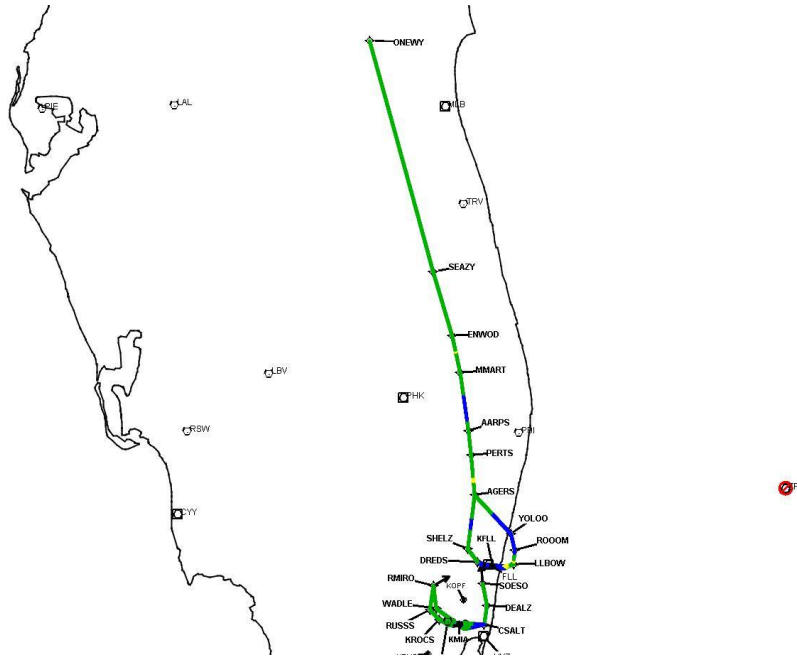 ONEWY
PIE
LAL
MLB
TRV
SEAZY
ENWOD
MMART
LBV
PHK
AARPS
RSW
PBI
PERTS
AGERS
CYY
YOLOO
SHELZ
KFLL
ROOOM
DREDS
LLBOW
FLL
RMIRO
KOPF
SOESO
WADLE
DEALZ
RUSSS
CSALT
KROCS
KMIA